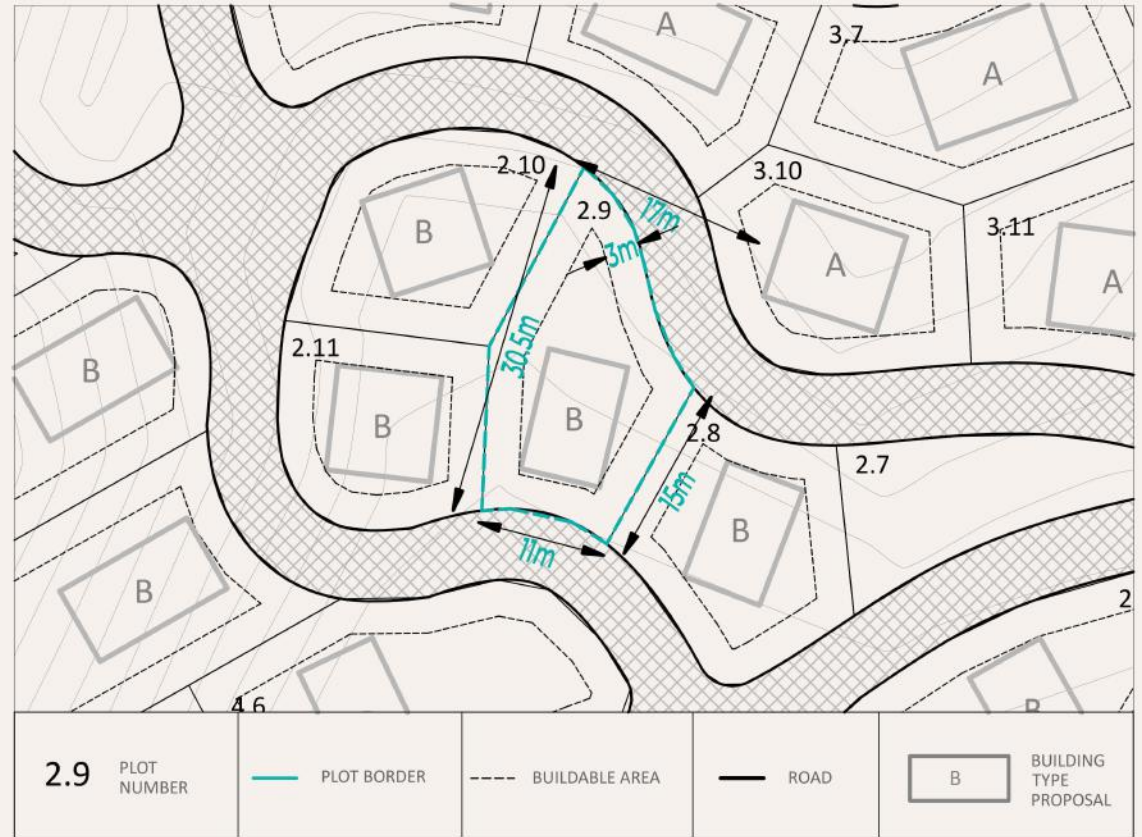 A
3.7
A
2.10
3.10
2.9
17m
3m
B
3.11
A
A
30.5m
2.11
B
B
B
2.8
2.7
15m
B
11m
B
2
4.6
B
2.9
PLOT
NUMBER
PLOT BORDER
BUILDABLE AREA
ROAD
B
BUILDING
TYPE
PROPOSAL